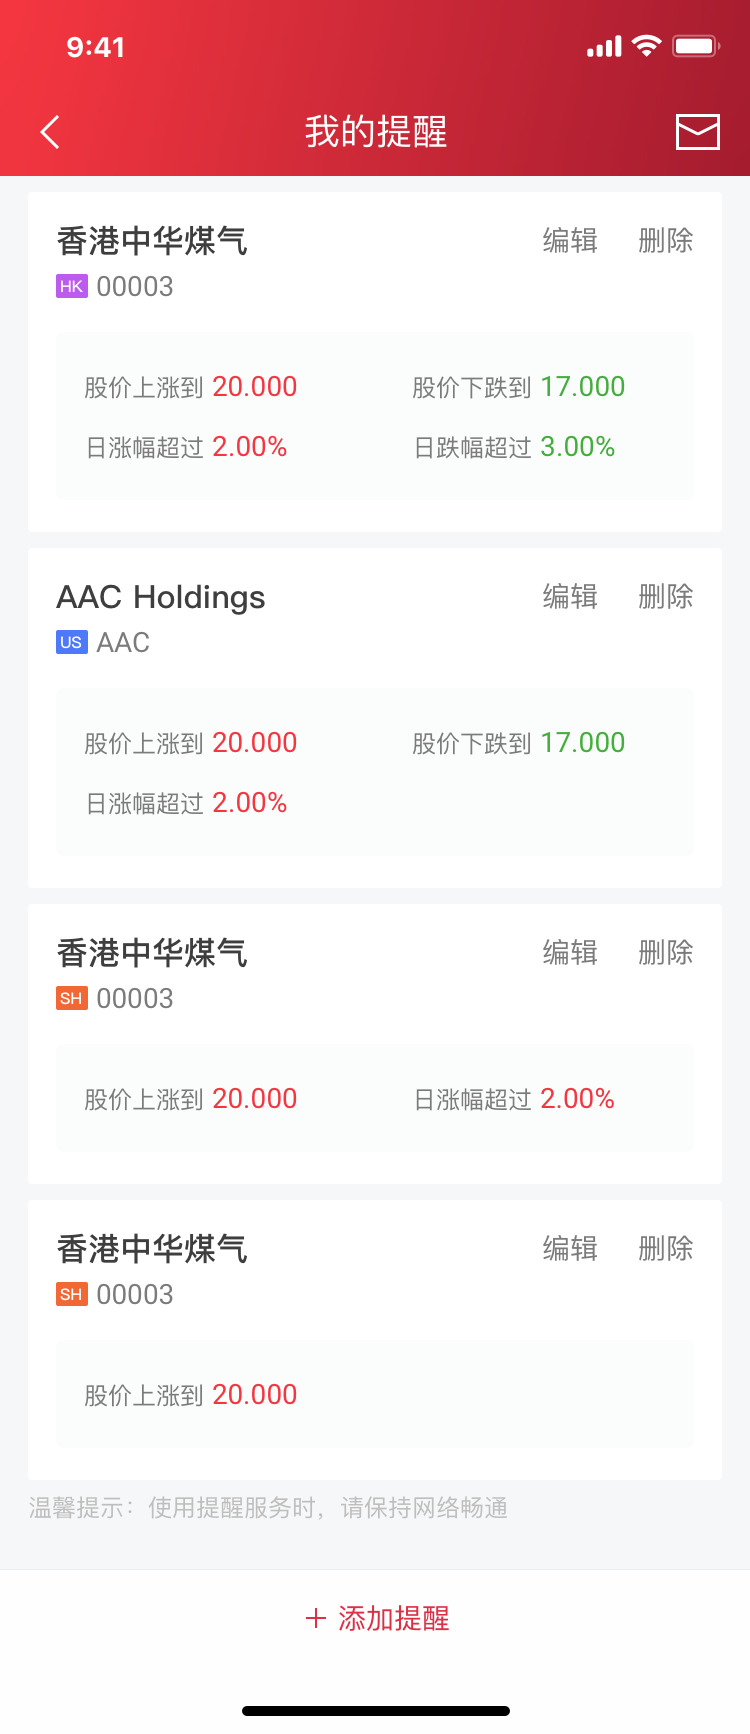 9:41
我的提醒
香港中华煤气 编辑 删除
HK 00003
股价上涨到 20.000 股价下跌到 17.000
日涨幅超过 2.00% 日跌幅超过 3.00%
AAC Holdings 编辑 删除
US AAC
股价上涨到 20.000 股价下跌到 17.000
日涨幅超过 2.00%
香港中华煤气 编辑 删除
SH 00003
股价上涨到 20.000 日涨幅超过 2.00%
香港中华煤气 编辑 删除
SH 00003
股价上涨到 20.000
温馨提示：使用提醒服务时，请保持网络畅通
+ 添加提醒